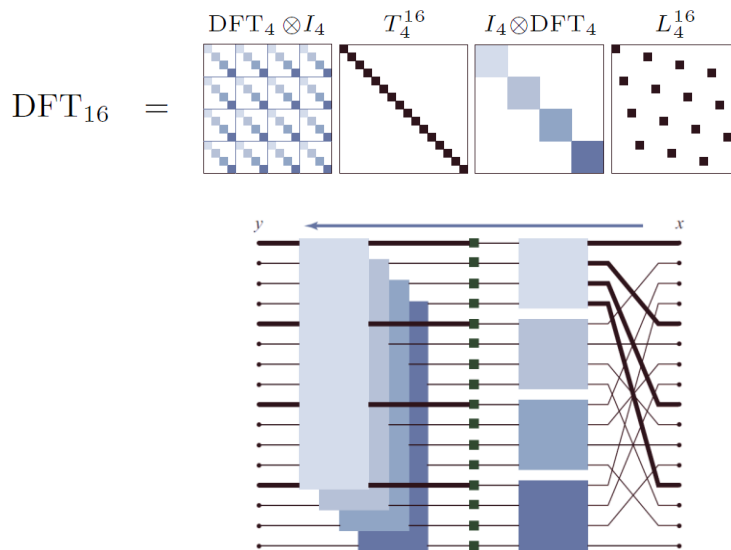 DFT₄ ⊗ I₄ T₄¹⁶ I₄ ⊗ DFT₄ L₄¹⁶
DFT₁₆ =
y x